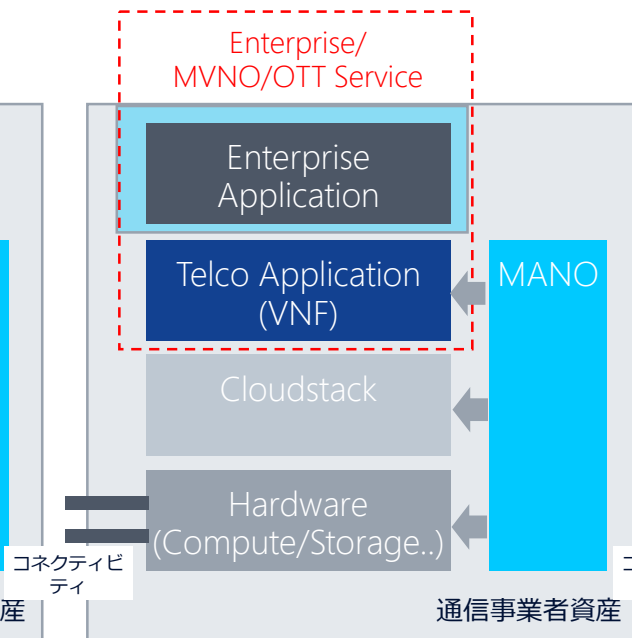 Enterprise/
MVNO/OTT Service
Enterprise
Application
Telco Application
(VNF)
MANO
Cloudstack
Hardware
(Compute/Storage..)
コネクティビ
ティ
コ
産
通信事業者資産